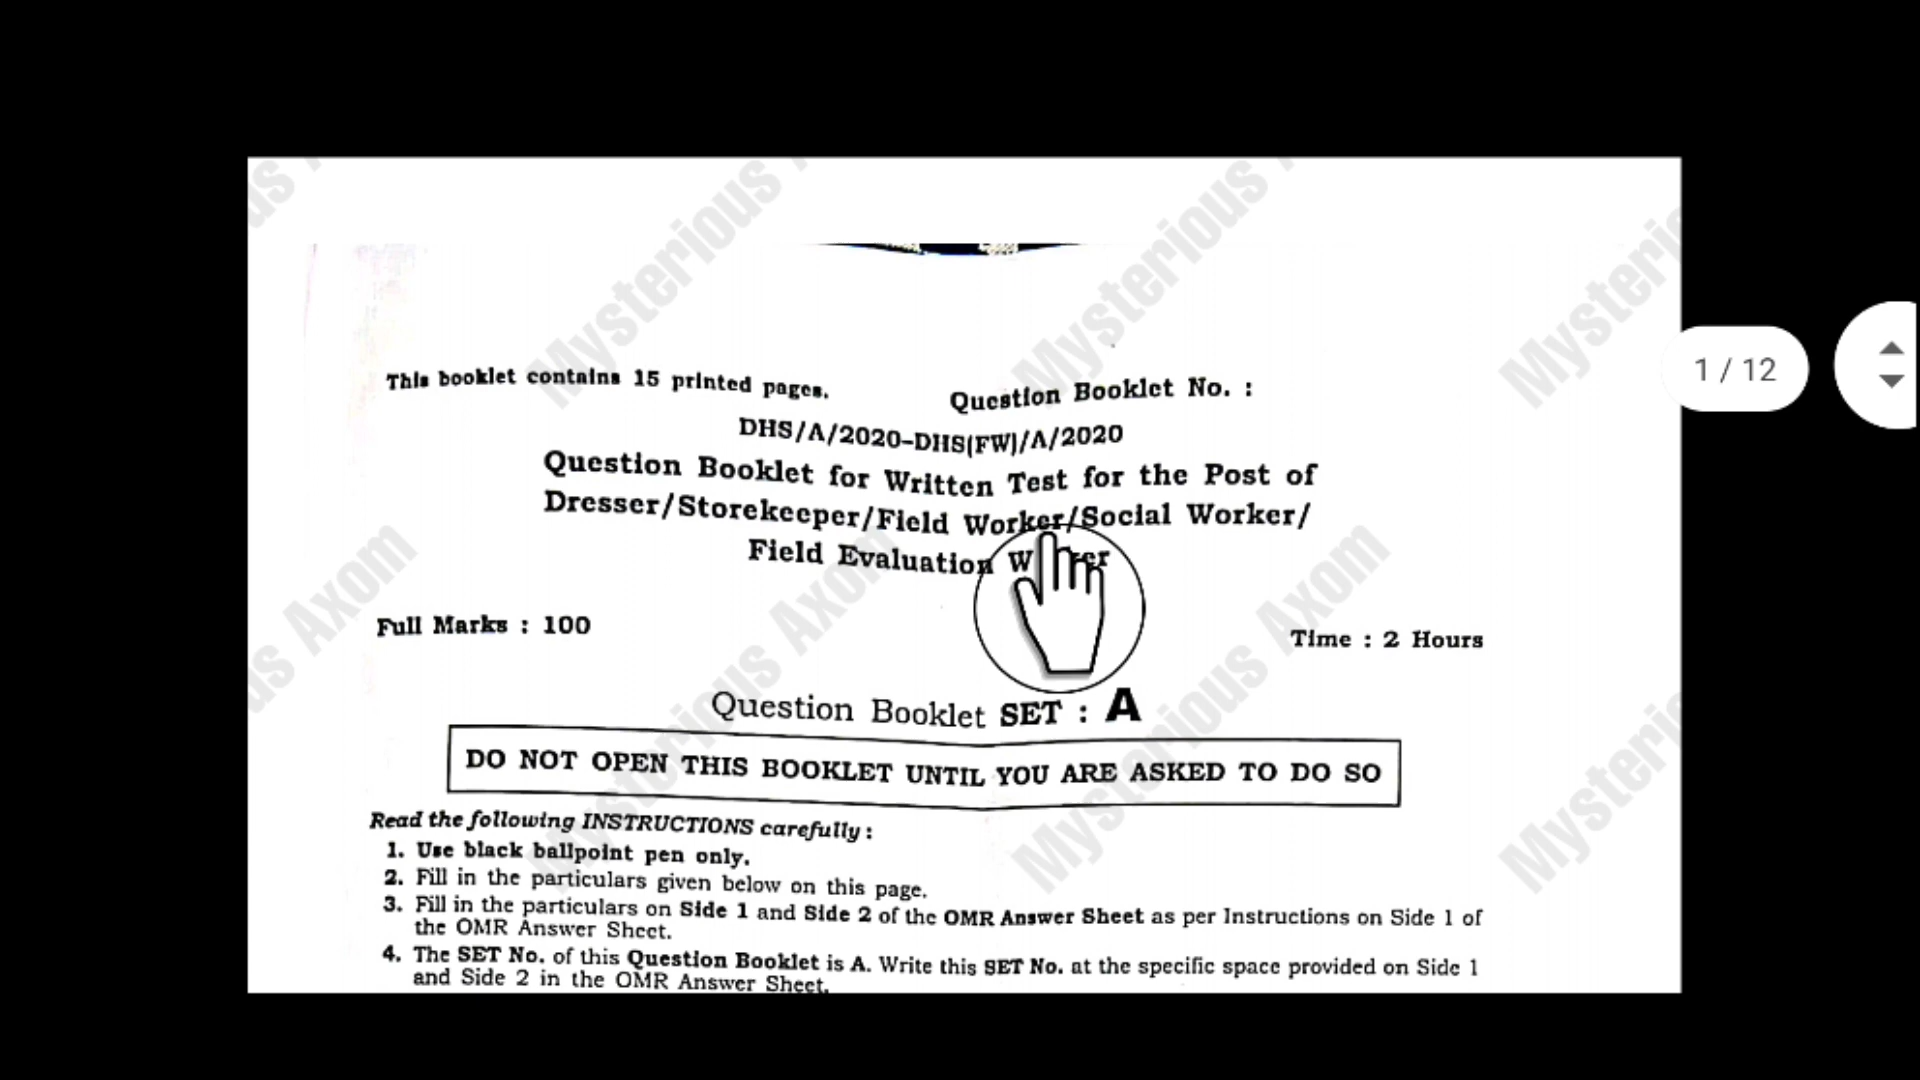 This booklet contains 15 printed pages.
Question Booklet No. :
DHS/A/2020-DHS(FW)/A/2020
Question Booklet for Written Test for the Post of
Dresser/Storekeeper/Field Worker/Social Worker/
Field Evaluation
Full Marks : 100
Time : 2 Hours
Question Booklet SET : A
DO NOT OPEN THIS BOOKLET UNTIL YOU ARE ASKED TO DO SO
Read the following INSTRUCTIONS carefully :
1. Use black ballpoint pen only.
2. Fill in the particulars given below on this page.
3. Fill in the particulars on Side 1 and Side 2 of the OMR Answer Sheet as per Instructions on Side 1 of
the OMR Answer Sheet.
4. The SET No. of this Question Booklet is A. Write this SET No. at the specific space provided on Side 1
and Side 2 in the OMR Answer Sheet.
1 / 12
Mysterious Axom